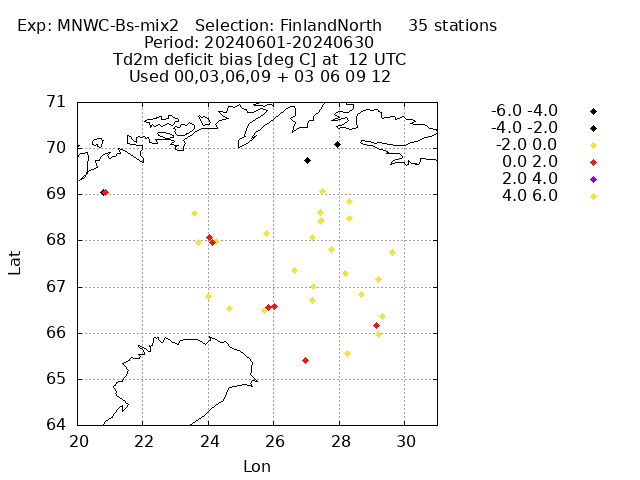 Exp: MNWC-Bs-mix2   Selection: FinlandNorth     35 stations
Period: 20240601-20240630
Td2m deficit bias [deg C] at  12 UTC
Used 00,03,06,09 + 03 06 09 12
-6.0 -4.0
-4.0 -2.0
-2.0 0.0
0.0 2.0
2.0 4.0
4.0 6.0
71
70
69
68
67
66
65
64
Lat
20 22 24 26 28 30
Lon